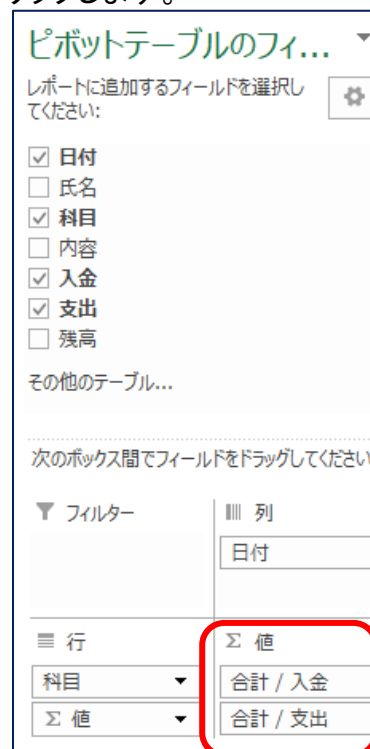 ピボットテーブルのフィ...
レポートに追加するフィールドを選択し
てください:
日付
氏名
科目
内容
入金
支出
残高
その他のテーブル...
次のボックス間でフィールドをドラッグしてください
フィルター
列
日付
行
Σ 値
科目
合計 / 入金
Σ 値
合計 / 支出